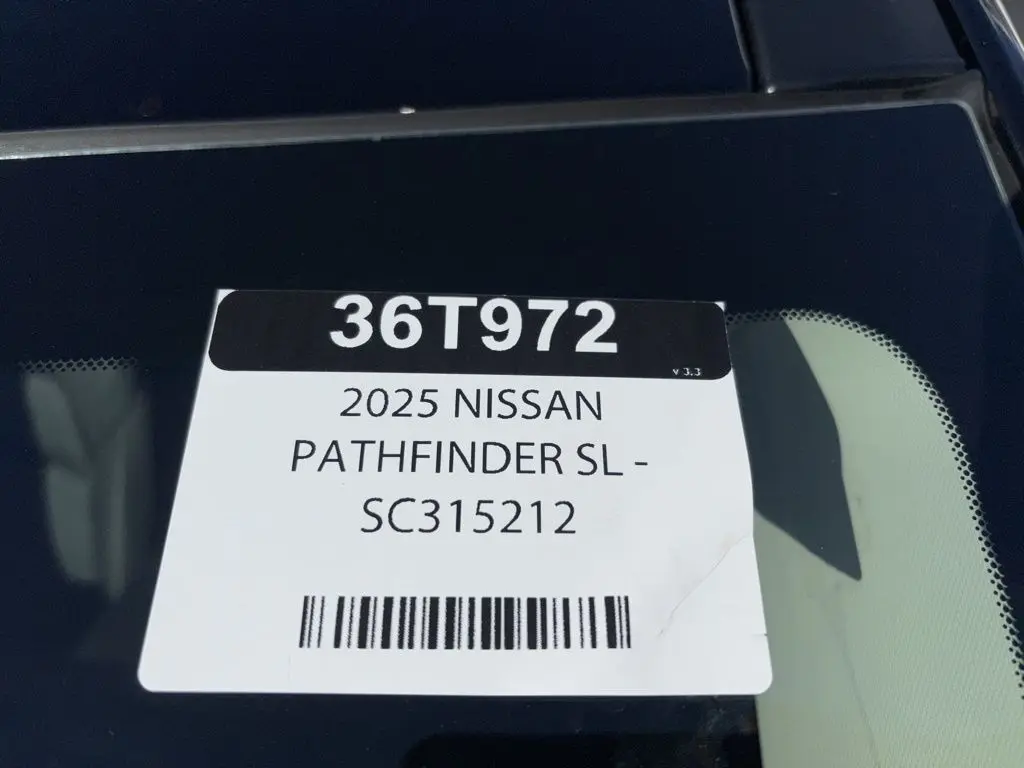 36T972
v 3.3
2025 NISSAN
PATHFINDER SL -
SC315212